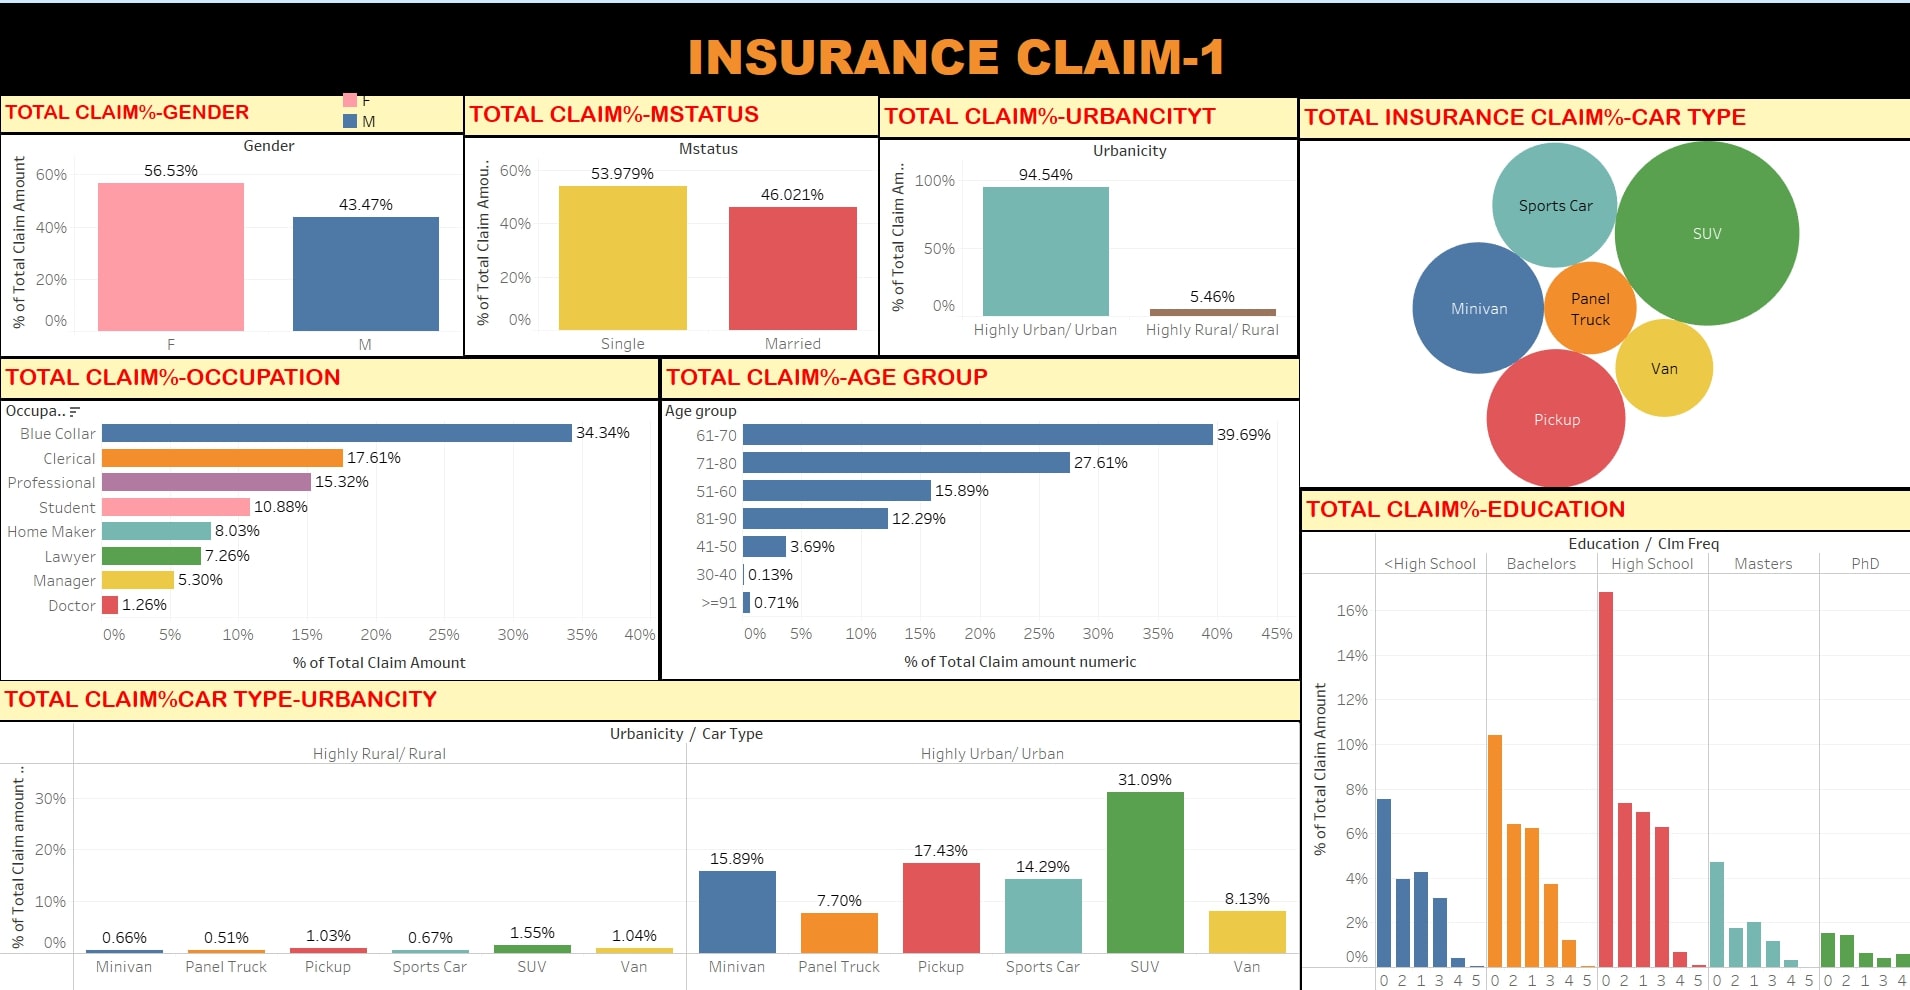 INSURANCE CLAIM-1
TOTAL CLAIM%-GENDER
F
M
Gender
% of Total Claim Amount
60%
40%
20%
0%
56.53%
43.47%
F
M
TOTAL CLAIM%-MSTATUS
Mstatus
% of Total Claim Amou..
60%
40%
20%
0%
53.979%
46.021%
Single
Married
TOTAL CLAIM%-URBANCITYT
Urbanicity
% of Total Claim Am..
100%
50%
0%
94.54%
5.46%
Highly Urban/ Urban
Highly Rural/ Rural
TOTAL INSURANCE CLAIM%-CAR TYPE
Sports Car
SUV
Minivan
Panel
Truck
Van
Pickup
TOTAL CLAIM%-OCCUPATION
Occupa..
Blue Collar 34.34%
Clerical 17.61%
Professional 15.32%
Student 10.88%
Home Maker 8.03%
Lawyer 7.26%
Manager 5.30%
Doctor 1.26%
0% 5% 10% 15% 20% 25% 30% 35% 40%
% of Total Claim Amount
TOTAL CLAIM%-AGE GROUP
Age group
61-70 39.69%
71-80 27.61%
51-60 15.89%
81-90 12.29%
41-50 3.69%
30-40 0.13%
>=91 0.71%
0% 5% 10% 15% 20% 25% 30% 35% 40% 45%
% of Total Claim amount numeric
TOTAL CLAIM%-EDUCATION
Education / Clm Freq
<High School Bachelors High School Masters PhD
% of Total Claim Amount
16%
14%
12%
10%
8%
6%
4%
2%
0%
0 2 1 3 4 5 0 2 1 3 4 5 0 2 1 3 4 5 0 2 1 3 4 5 0 2 1 3 4
TOTAL CLAIM%CAR TYPE-URBANCITY
Urbanicity / Car Type
Highly Rural/ Rural
Highly Urban/ Urban
% of Total Claim amount ..
30%
20%
10%
0%
0.66% 0.51% 1.03% 0.67% 1.55% 1.04% 15.89% 7.70% 17.43% 14.29% 31.09% 8.13%
Minivan Panel Truck Pickup Sports Car SUV Van Minivan Panel Truck Pickup Sports Car SUV Van